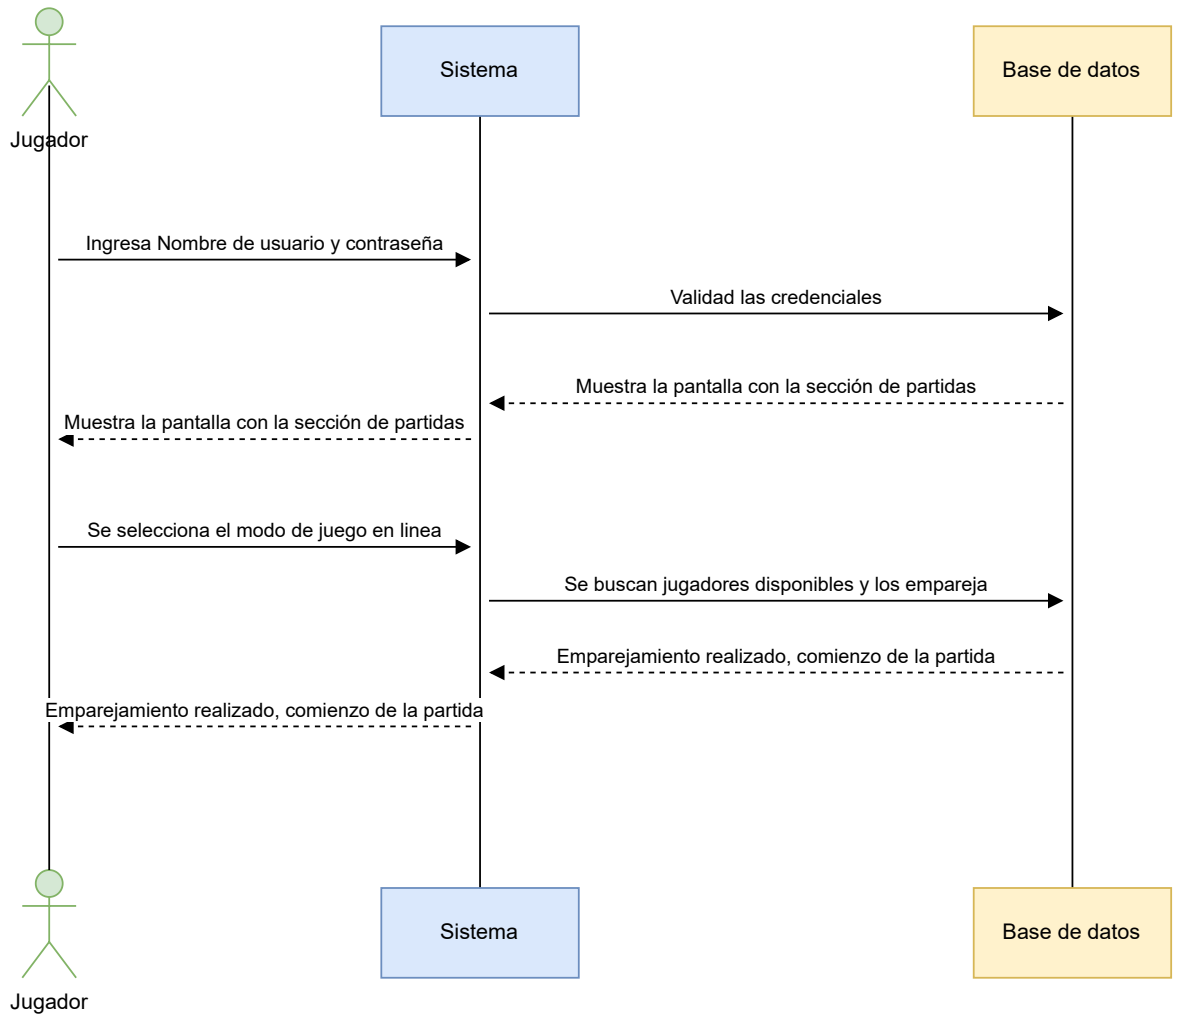 Sistema
Base de datos
Jugador
Ingresa Nombre de usuario y contraseña
Validad las credenciales
Muestra la pantalla con la sección de partidas
Muestra la pantalla con la sección de partidas
Se selecciona el modo de juego en linea
Se buscan jugadores disponibles y los empareja
Emparejamiento realizado, comienzo de la partida
Emparejamiento realizado, comienzo de la partida
Sistema
Base de datos
Jugador